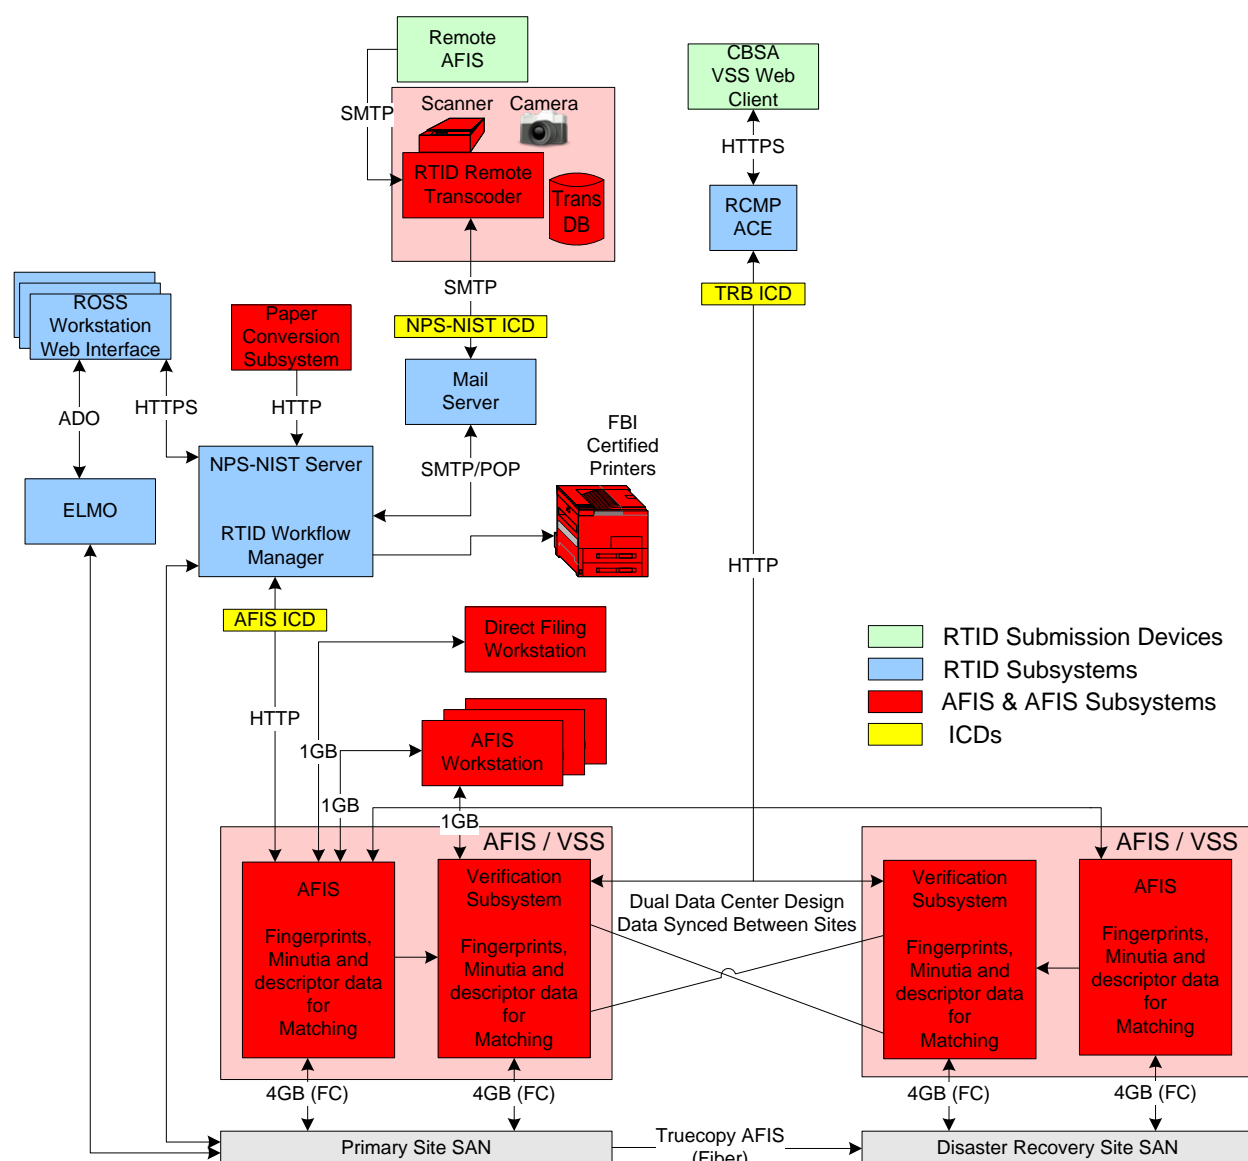 Remote
AFIS
CBSA
VSS Web
Client
SMTP
Scanner
Camera
RTID Remote
Transcoder
Trans
DB
HTTPS
RCMP
ACE
SMTP
TRB ICD
ROSS
Workstation
Web Interface
Paper
Conversion
Subsystem
NPS-NIST ICD
Mail
Server
ADO
HTTPS
HTTP
FBI
Certified
Printers
NPS-NIST Server
RTID Workflow
Manager
SMTP/POP
ELMO
HTTP
AFIS ICD
Direct Filing
Workstation
RTID Submission Devices
RTID Subsystems
AFIS & AFIS Subsystems
ICDs
HTTP
1GB
AFIS
Workstation
1GB
1GB
AFIS / VSS
AFIS
Fingerprints,
Minutia and
descriptor data
for
Matching
Verification
Subsystem
Fingerprints,
Minutia and
descriptor data
for
Matching
Dual Data Center Design
Data Synced Between Sites
AFIS / VSS
Verification
Subsystem
Fingerprints,
Minutia and
descriptor data
for
Matching
AFIS
Fingerprints,
Minutia and
descriptor data
for
Matching
4GB (FC)
4GB (FC)
4GB (FC)
4GB (FC)
Primary Site SAN
Truecopy AFIS
(Fiber)
Disaster Recovery Site SAN